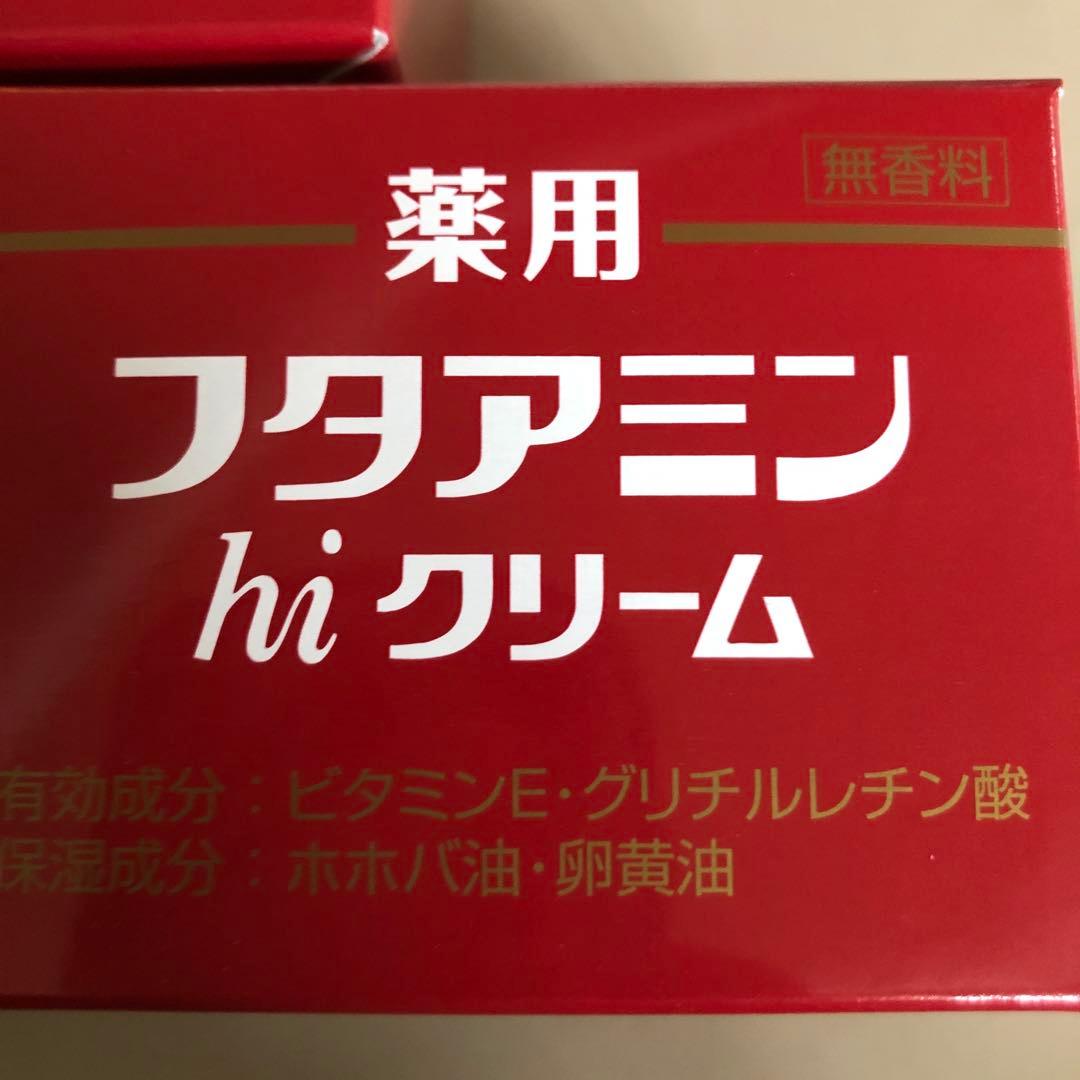 無香料
薬用
フタアミン
hi クリーム
有効成分：ビタミンE・グリチルレチン酸
保湿成分：ホホバ油・卵黄油